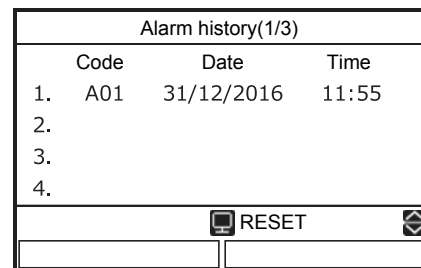 Alarm history(1/3)
Code Date Time
1. A01 31/12/2016 11:55
2.
3.
4.
RESET